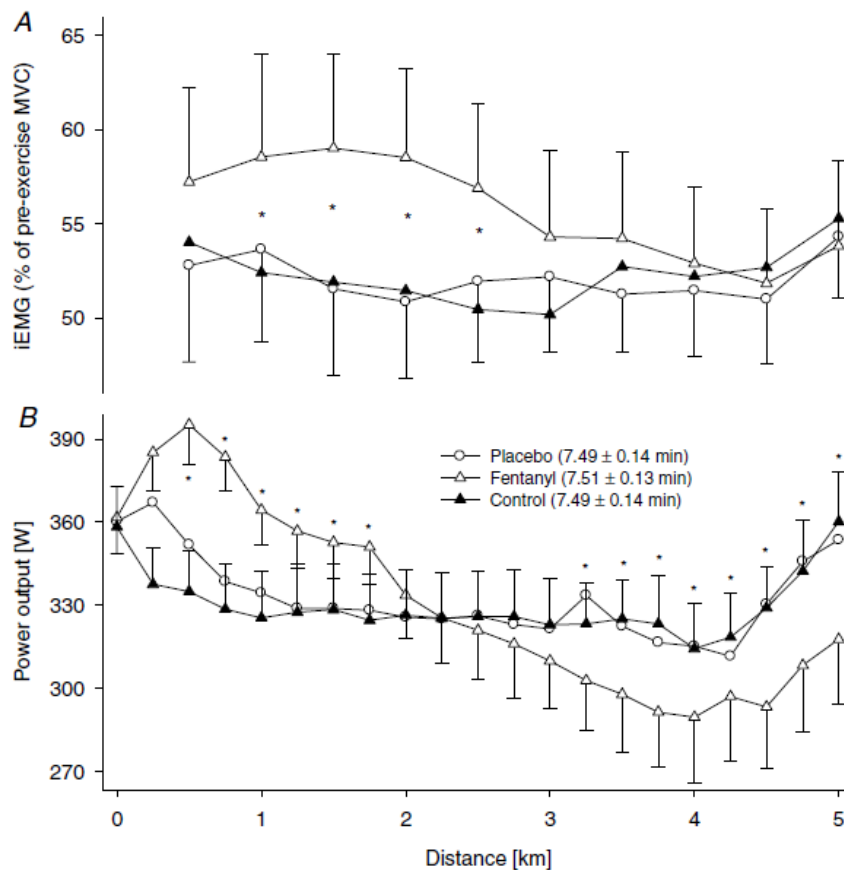 A
65
60
55
50
iEMG (% of pre-exercise MVC)
* * * *
B
390
360
330
300
270
Power output [W]
Placebo (7.49 ± 0.14 min)
Fentanyl (7.51 ± 0.13 min)
Control (7.49 ± 0.14 min)
* * * * * * * * * * * * * *
0 1 2 3 4 5
Distance [km]